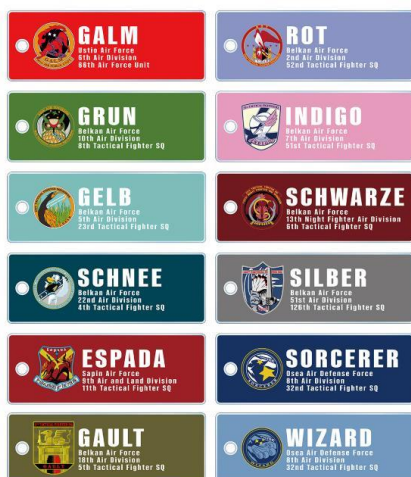 GALM
Ustio Air Force
6th Air Division
66th Air Force Unit
ROT
Belkan Air Force
2nd Air Division
52nd Tactical Fighter SQ
GRUN
Belkan Air Force
10th Air Division
8th Tactical Fighter SQ
INDIGO
Belkan Air Force
7th Air Division
51st Tactical Fighter SQ
GELB
Belkan Air Force
5th Air Division
23rd Tactical Fighter SQ
SCHWARZE
Belkan Air Force
13th Night Fighter Air Division
6th Tactical Fighter SQ
SCHNEE
Belkan Air Force
22nd Air Division
4th Tactical Fighter SQ
SILBER
Belkan Air Force
51st Air Division
126th Tactical Fighter SQ
ESPADA
Sapin Air Force
9th Air and Land Division
11th Tactical Fighter SQ
SORCERER
Osea Air Defense Force
8th Air Division
32nd Tactical Fighter SQ
GAULT
Belkan Air Force
18th Air Division
5th Tactical Fighter SQ
WIZARD
Osea Air Defense Force
8th Air Division
32nd Tactical Fighter SQ